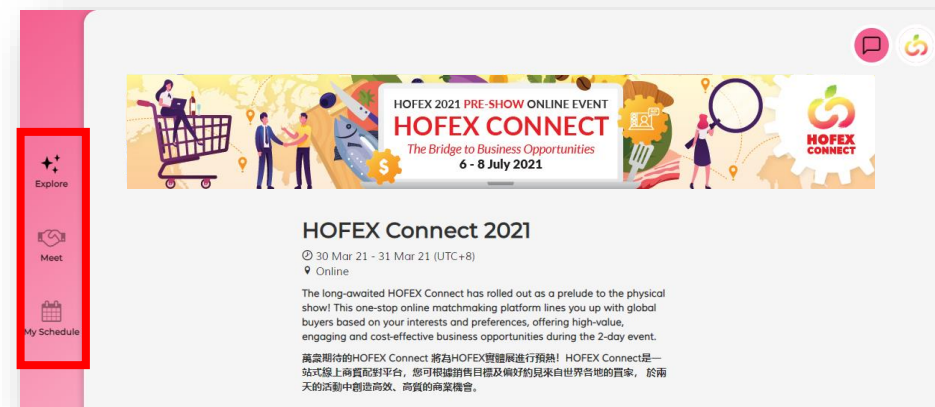 HOFEX 2021 PRE-SHOW ONLINE EVENT
HOFEX CONNECT
The Bridge to Business Opportunities
6 - 8 July 2021
HOFEX
CONNECT
$
Explore
Meet
My Schedule
HOFEX Connect 2021
30 Mar 21 - 31 Mar 21 (UTC+8)
Online
The long-awaited HOFEX Connect has rolled out as a prelude to the physical
show! This one-stop online matchmaking platform lines you up with global
buyers based on your interests and preferences, offering high-value,
engaging and cost-effective business opportunities during the 2-day event.
萬衆期待的HOFEX Connect 將為HOFEX實體展進行預熱！HOFEX Connect是一
站式線上商貿配對平台，您可根據銷售目標及偏好約見來自世界各地的買家， 於兩
天的活動中創造高效、高質的商業機會。